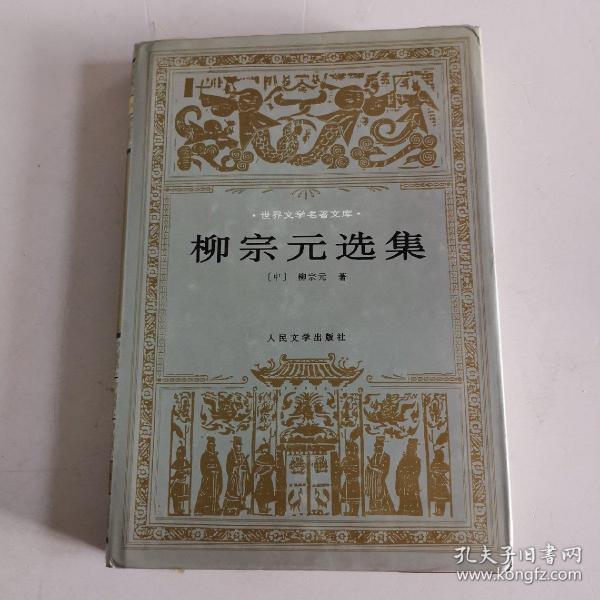 ·世界文学名著文库·
柳宗元选集
〔中〕 柳宗元 著
人民文学出版社
孔夫子旧书网
www.kongfz.com